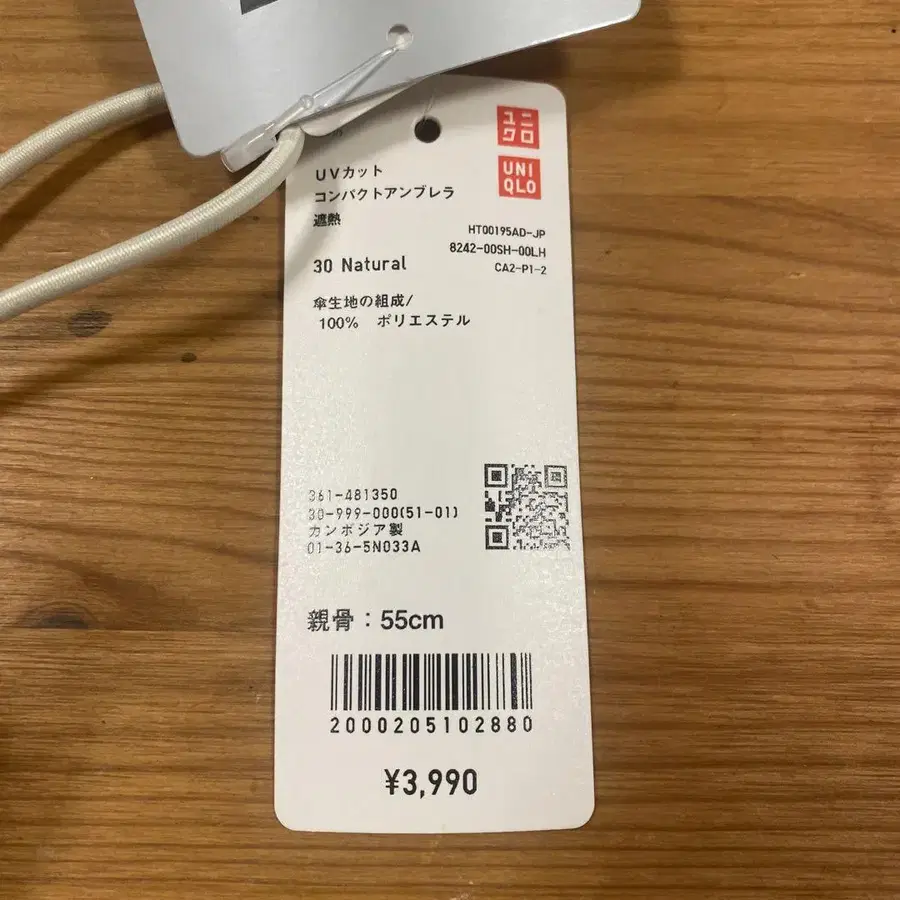 ユニクロ
UNIQLO
UVカット
コンパクトアンブレラ
遮熱
HT00195AD-JP
8242-00SH-00LH
CA2-P1-2
30 Natural
傘生地の組成/
100% ポリエステル
361-481350
30-999-000(51-01)
カンボジア製
01-36-5N033A
親骨：55cm
2000205102880
¥3,990